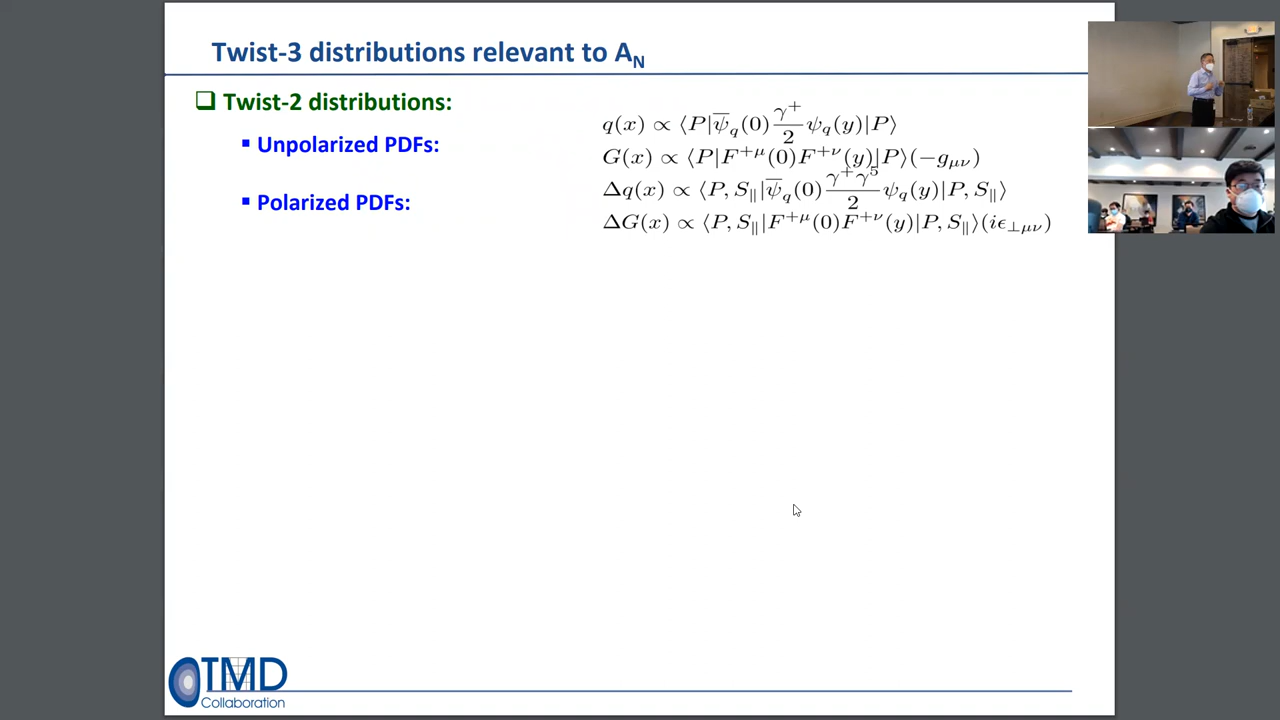 Twist-3 distributions relevant to A_N
❑ Twist-2 distributions:
▪ Unpolarized PDFs:
q(x) ∝ ⟨P|ψ̅_q(0) γ⁺/2 ψ_q(y)|P⟩
G(x) ∝ ⟨P|F^{+μ}(0)F^{+ν}(y)|P⟩(−g_{μν})
▪ Polarized PDFs:
Δq(x) ∝ ⟨P, S_∥|ψ̅_q(0) γ⁺γ⁵/2 ψ_q(y)|P, S_∥⟩
ΔG(x) ∝ ⟨P, S_∥|F^{+μ}(0)F^{+ν}(y)|P, S_∥⟩(iϵ_{⊥μν})
TMD
Collaboration